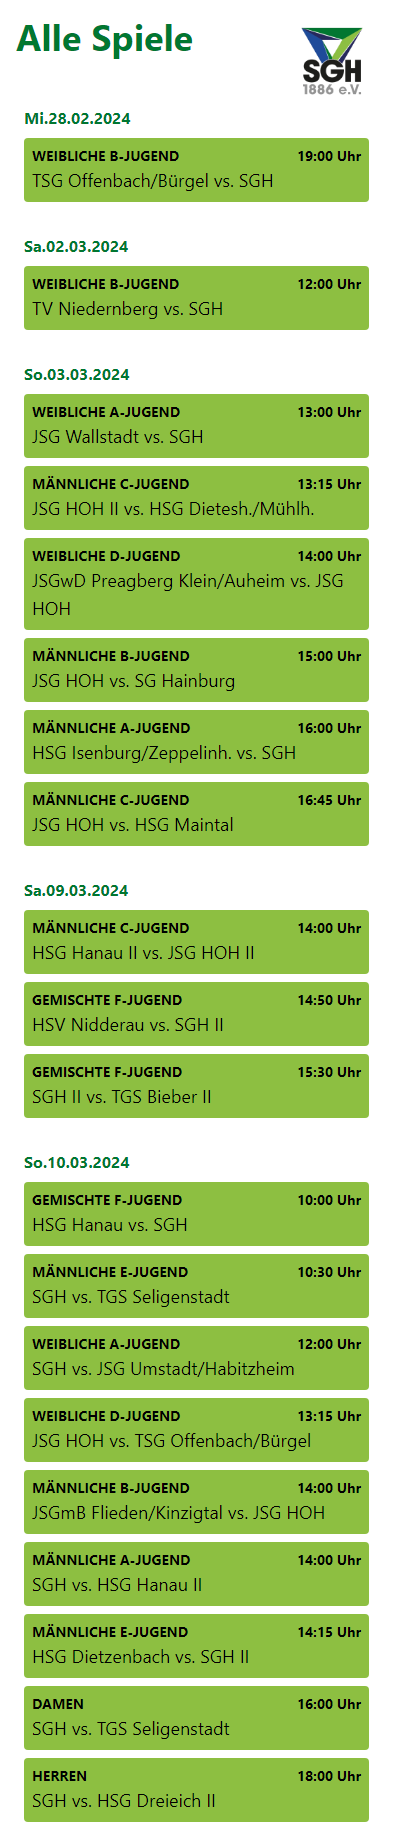 Alle Spiele
SGH
1886 e.V.
Mi.28.02.2024
WEIBLICHE B-JUGEND 19:00 Uhr
TSG Offenbach/Bürgel vs. SGH
Sa.02.03.2024
WEIBLICHE B-JUGEND 12:00 Uhr
TV Niedernberg vs. SGH
So.03.03.2024
WEIBLICHE A-JUGEND 13:00 Uhr
JSG Wallstadt vs. SGH
MÄNNLICHE C-JUGEND 13:15 Uhr
JSG HOH II vs. HSG Dietesh./Mühlh.
WEIBLICHE D-JUGEND 14:00 Uhr
JSGwD Preagberg Klein/Auheim vs. JSG
HOH
MÄNNLICHE B-JUGEND 15:00 Uhr
JSG HOH vs. SG Hainburg
MÄNNLICHE A-JUGEND 16:00 Uhr
HSG Isenburg/Zeppelinh. vs. SGH
MÄNNLICHE C-JUGEND 16:45 Uhr
JSG HOH vs. HSG Maintal
Sa.09.03.2024
MÄNNLICHE C-JUGEND 14:00 Uhr
HSG Hanau II vs. JSG HOH II
GEMISCHTE F-JUGEND 14:50 Uhr
HSV Nidderau vs. SGH II
GEMISCHTE F-JUGEND 15:30 Uhr
SGH II vs. TGS Bieber II
So.10.03.2024
GEMISCHTE F-JUGEND 10:00 Uhr
HSG Hanau vs. SGH
MÄNNLICHE E-JUGEND 10:30 Uhr
SGH vs. TGS Seligenstadt
WEIBLICHE A-JUGEND 12:00 Uhr
SGH vs. JSG Umstadt/Habitzheim
WEIBLICHE D-JUGEND 13:15 Uhr
JSG HOH vs. TSG Offenbach/Bürgel
MÄNNLICHE B-JUGEND 14:00 Uhr
JSGmB Flieden/Kinzigtal vs. JSG HOH
MÄNNLICHE A-JUGEND 14:00 Uhr
SGH vs. HSG Hanau II
MÄNNLICHE E-JUGEND 14:15 Uhr
HSG Dietzenbach vs. SGH II
DAMEN 16:00 Uhr
SGH vs. TGS Seligenstadt
HERREN 18:00 Uhr
SGH vs. HSG Dreieich II